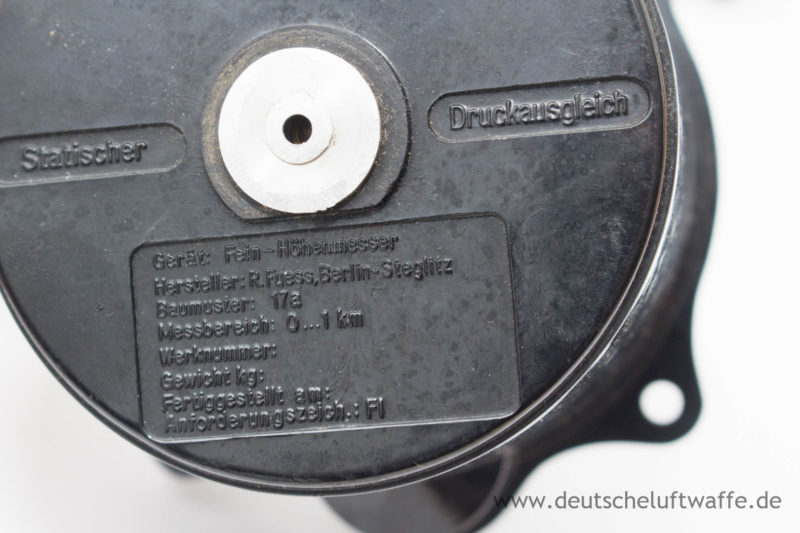 Statischer
Druckausgleich
Gerät: Fein-Höhenmesser
Hersteller: R.Fuess, Berlin-Steglitz
Baumuster: 17a
Messbereich: 0...1 km
Werknummer:
Gewicht kg:
Fertiggestellt am:
Anforderungszeich.: Fl
www.deutscheluftwaffe.de